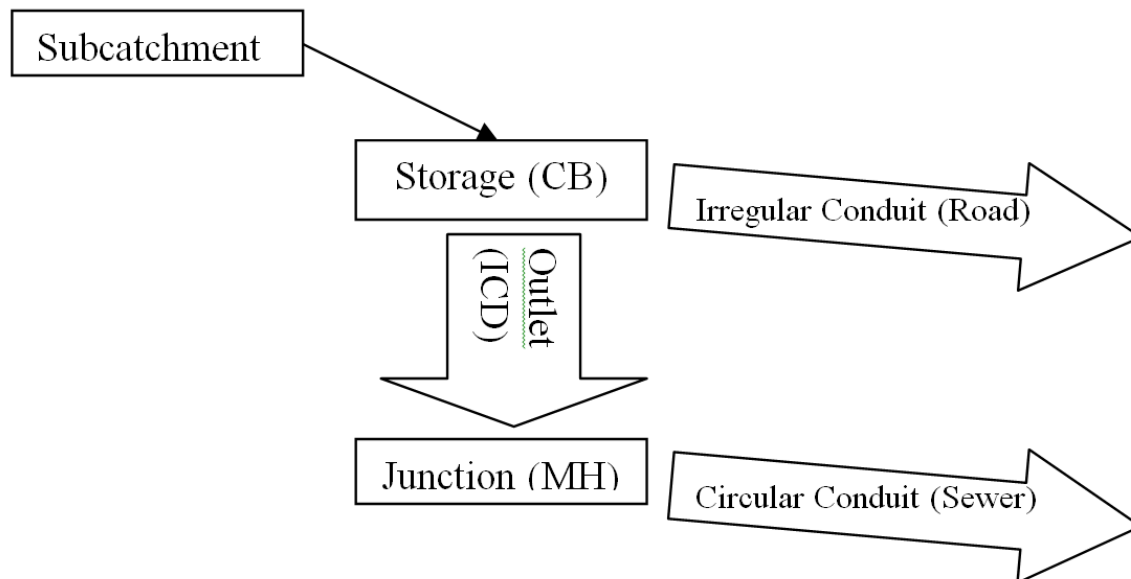 Subcatchment
Storage (CB)
Irregular Conduit (Road)
Outlet
(ICD)
Junction (MH)
Circular Conduit (Sewer)